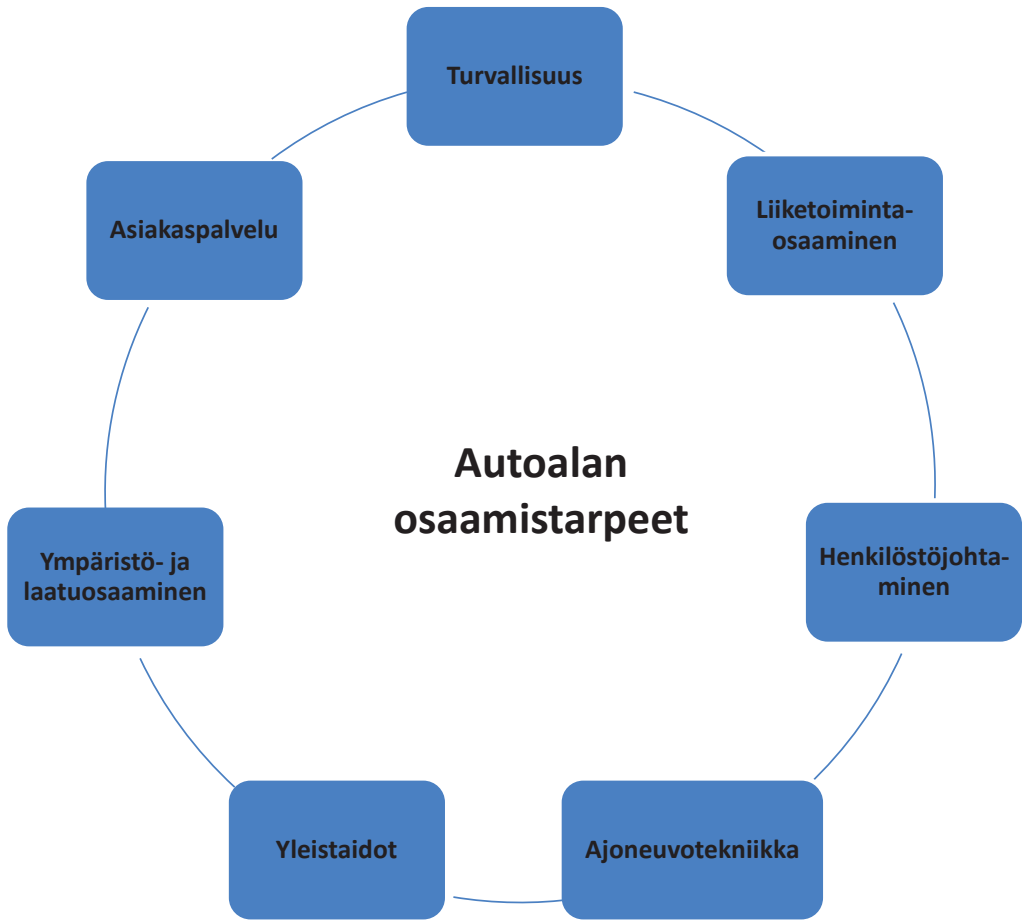 Turvallisuus
Liiketoiminta-
osaaminen
Henkilöstöjohta-
minen
Ajoneuvotekniikka
Yleistaidot
Ympäristö- ja
laatuosaaminen
Asiakaspalvelu
Autoalan
osaamistarpeet